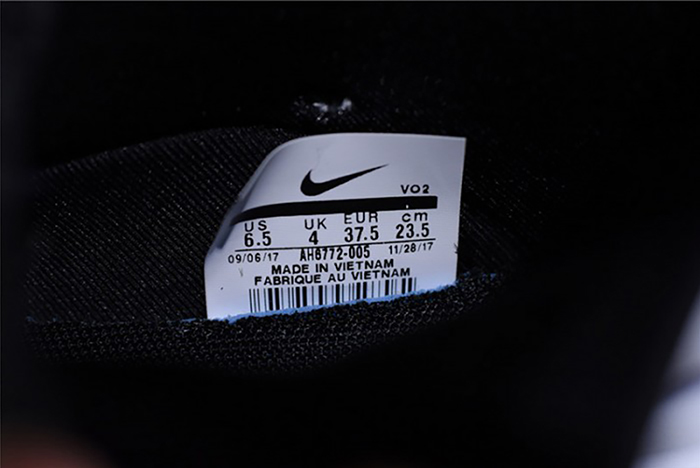 VO2
US UK EUR cm
6.5 4 37.5 23.5
09/06/17 AH6772-005 11/28/17
MADE IN VIETNAM
FABRIQUE AU VIETNAM